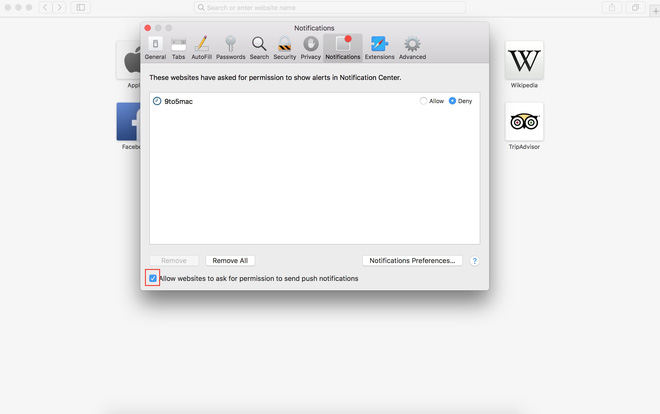 Search or enter website name
Notifications
General Tabs AutoFill Passwords Search Security Privacy Notifications Extensions Advanced
These websites have asked for permission to show alerts in Notification Center.
9to5mac Allow Deny
Appl Wikipedia
W
Facebo TripAdvisor
Remove Remove All Notifications Preferences... ?
Allow websites to ask for permission to send push notifications